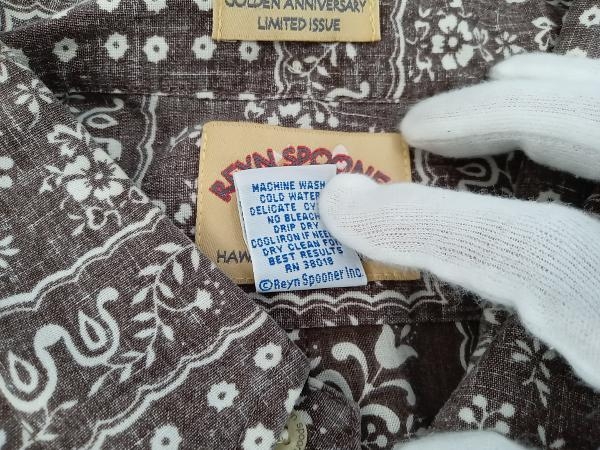 GOLDEN ANNIVERSARY
LIMITED ISSUE
REYN SPOONER
HAW
MACHINE WASH
COLD WATER
DELICATE CY
NO BLEACH
DRIP DRY
COOL IRON IF NEE
DRY CLEAN FOR
BEST RESULTS
RN 38018
©Reyn Spooner Inc.